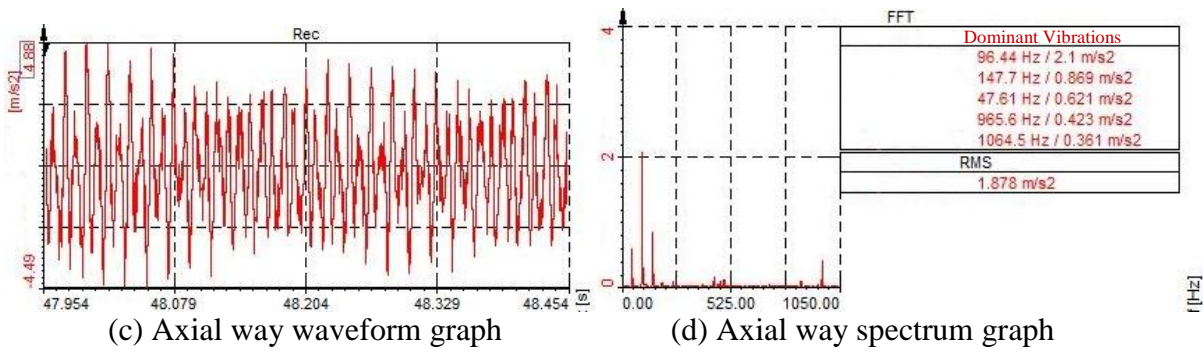 Rec
4.88
[m/s2]
-4.49
47.954 48.079 48.204 48.329 48.454
[s]
(c) Axial way waveform graph
FFT
4
2
0
0.00 525.00 1050.00
f [Hz]
Dominant Vibrations
96.44 Hz / 2.1 m/s2
147.7 Hz / 0.869 m/s2
47.61 Hz / 0.621 m/s2
965.6 Hz / 0.423 m/s2
1064.5 Hz / 0.361 m/s2
RMS
1.878 m/s2
(d) Axial way spectrum graph